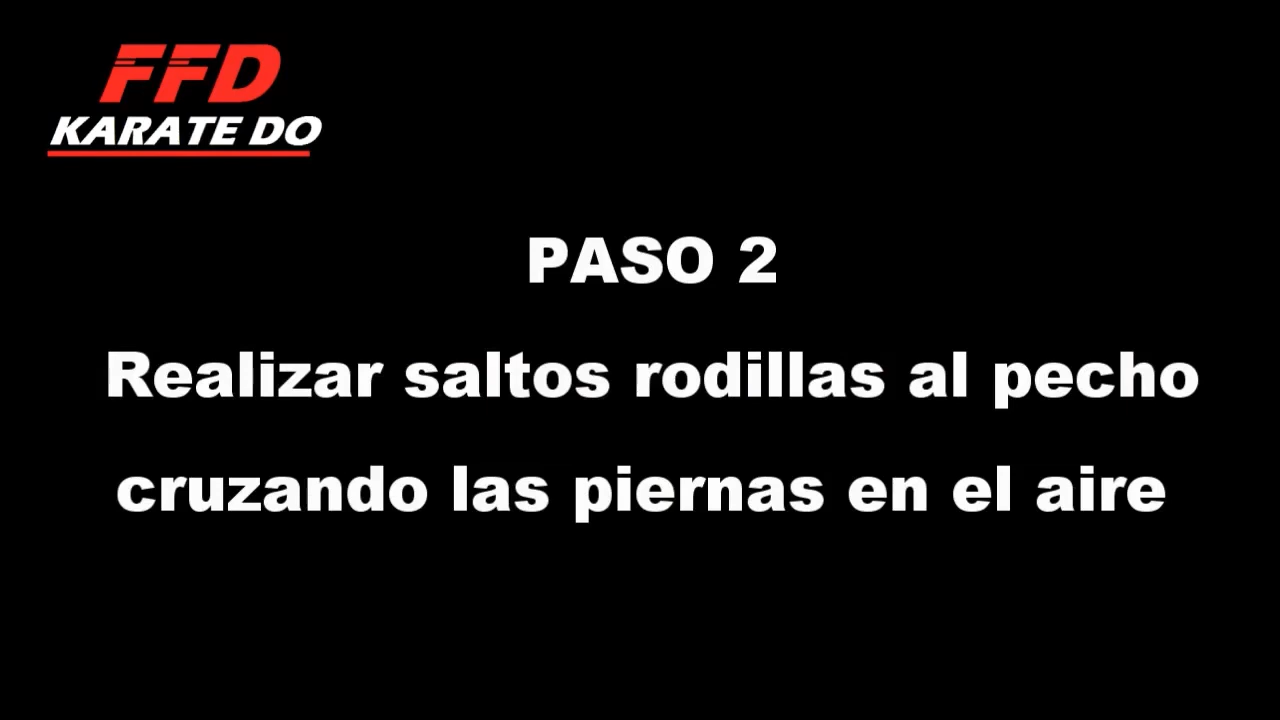 FFD
KARATE DO
PASO 2
Realizar saltos rodillas al pecho
cruzando las piernas en el aire